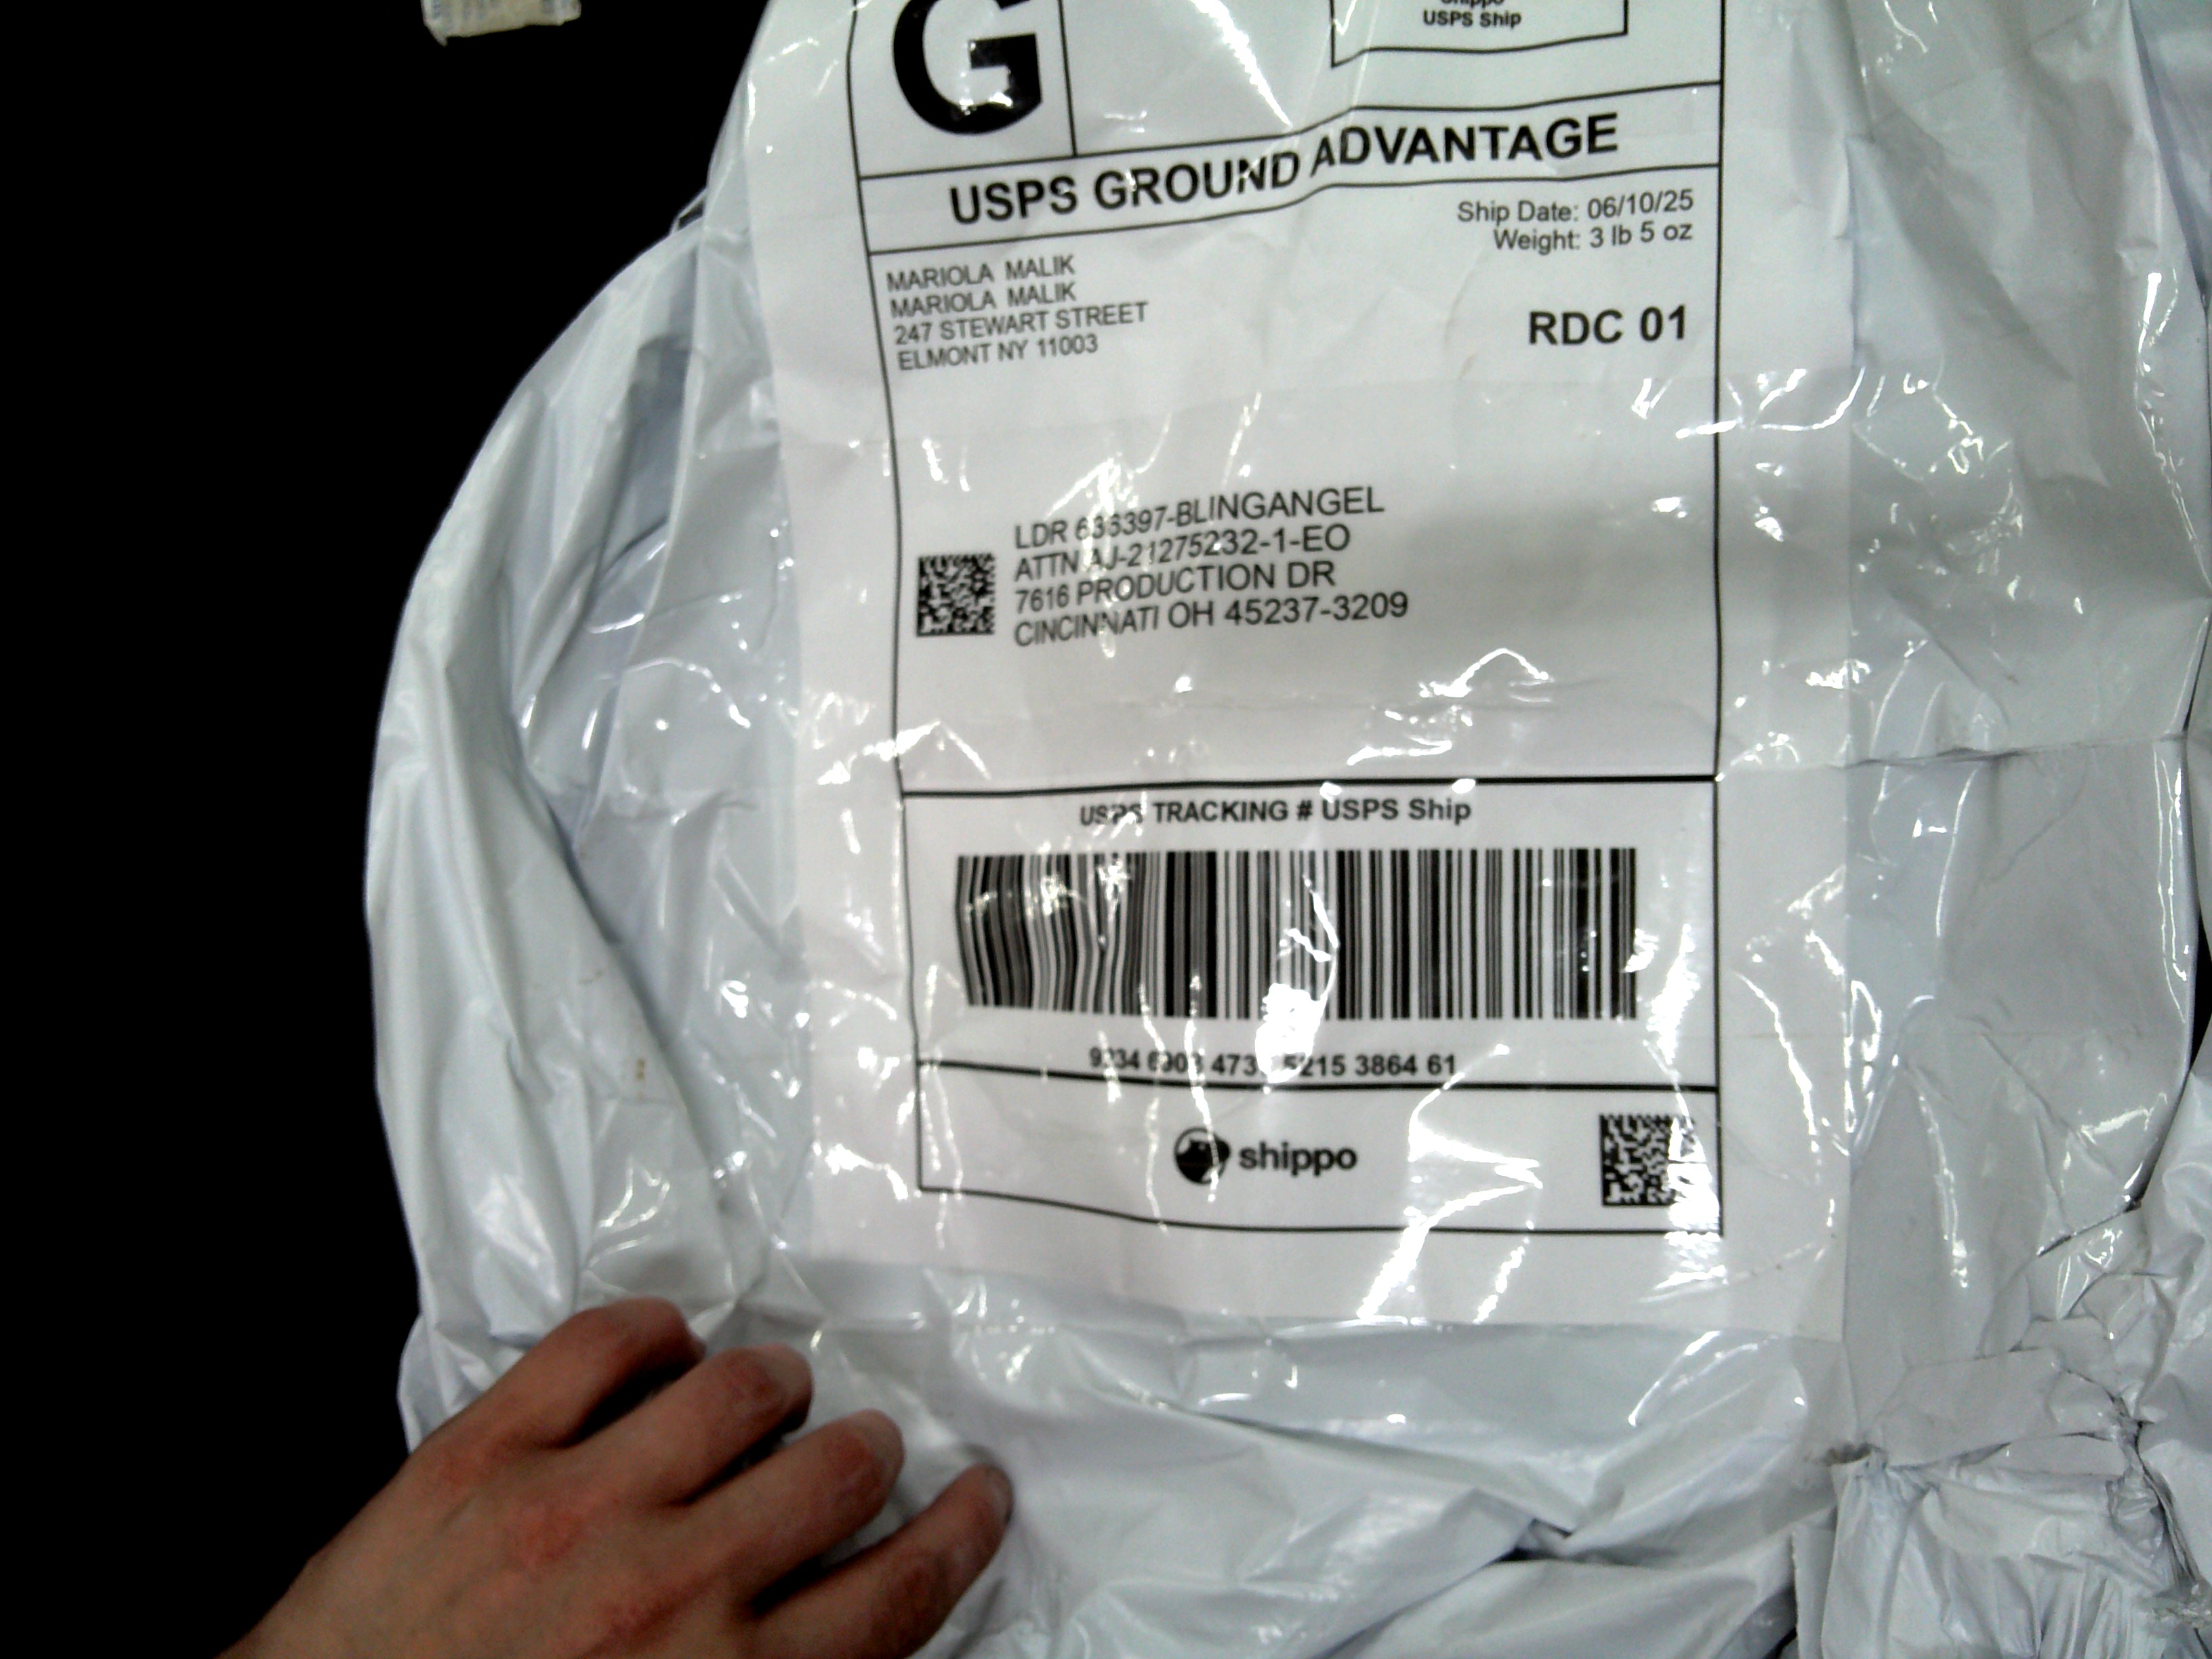 G
USPS Ship
USPS GROUND ADVANTAGE
Ship Date: 06/10/25
Weight: 3 lb 5 oz
MARIOLA MALIK
MARIOLA MALIK
247 STEWART STREET
ELMONT NY 11003
RDC 01
LDR 636397-BLINGANGEL
ATTN AJ-21275232-1-EO
7616 PRODUCTION DR
CINCINNATI OH 45237-3209
USPS TRACKING # USPS Ship
5215 3864 61
shippo